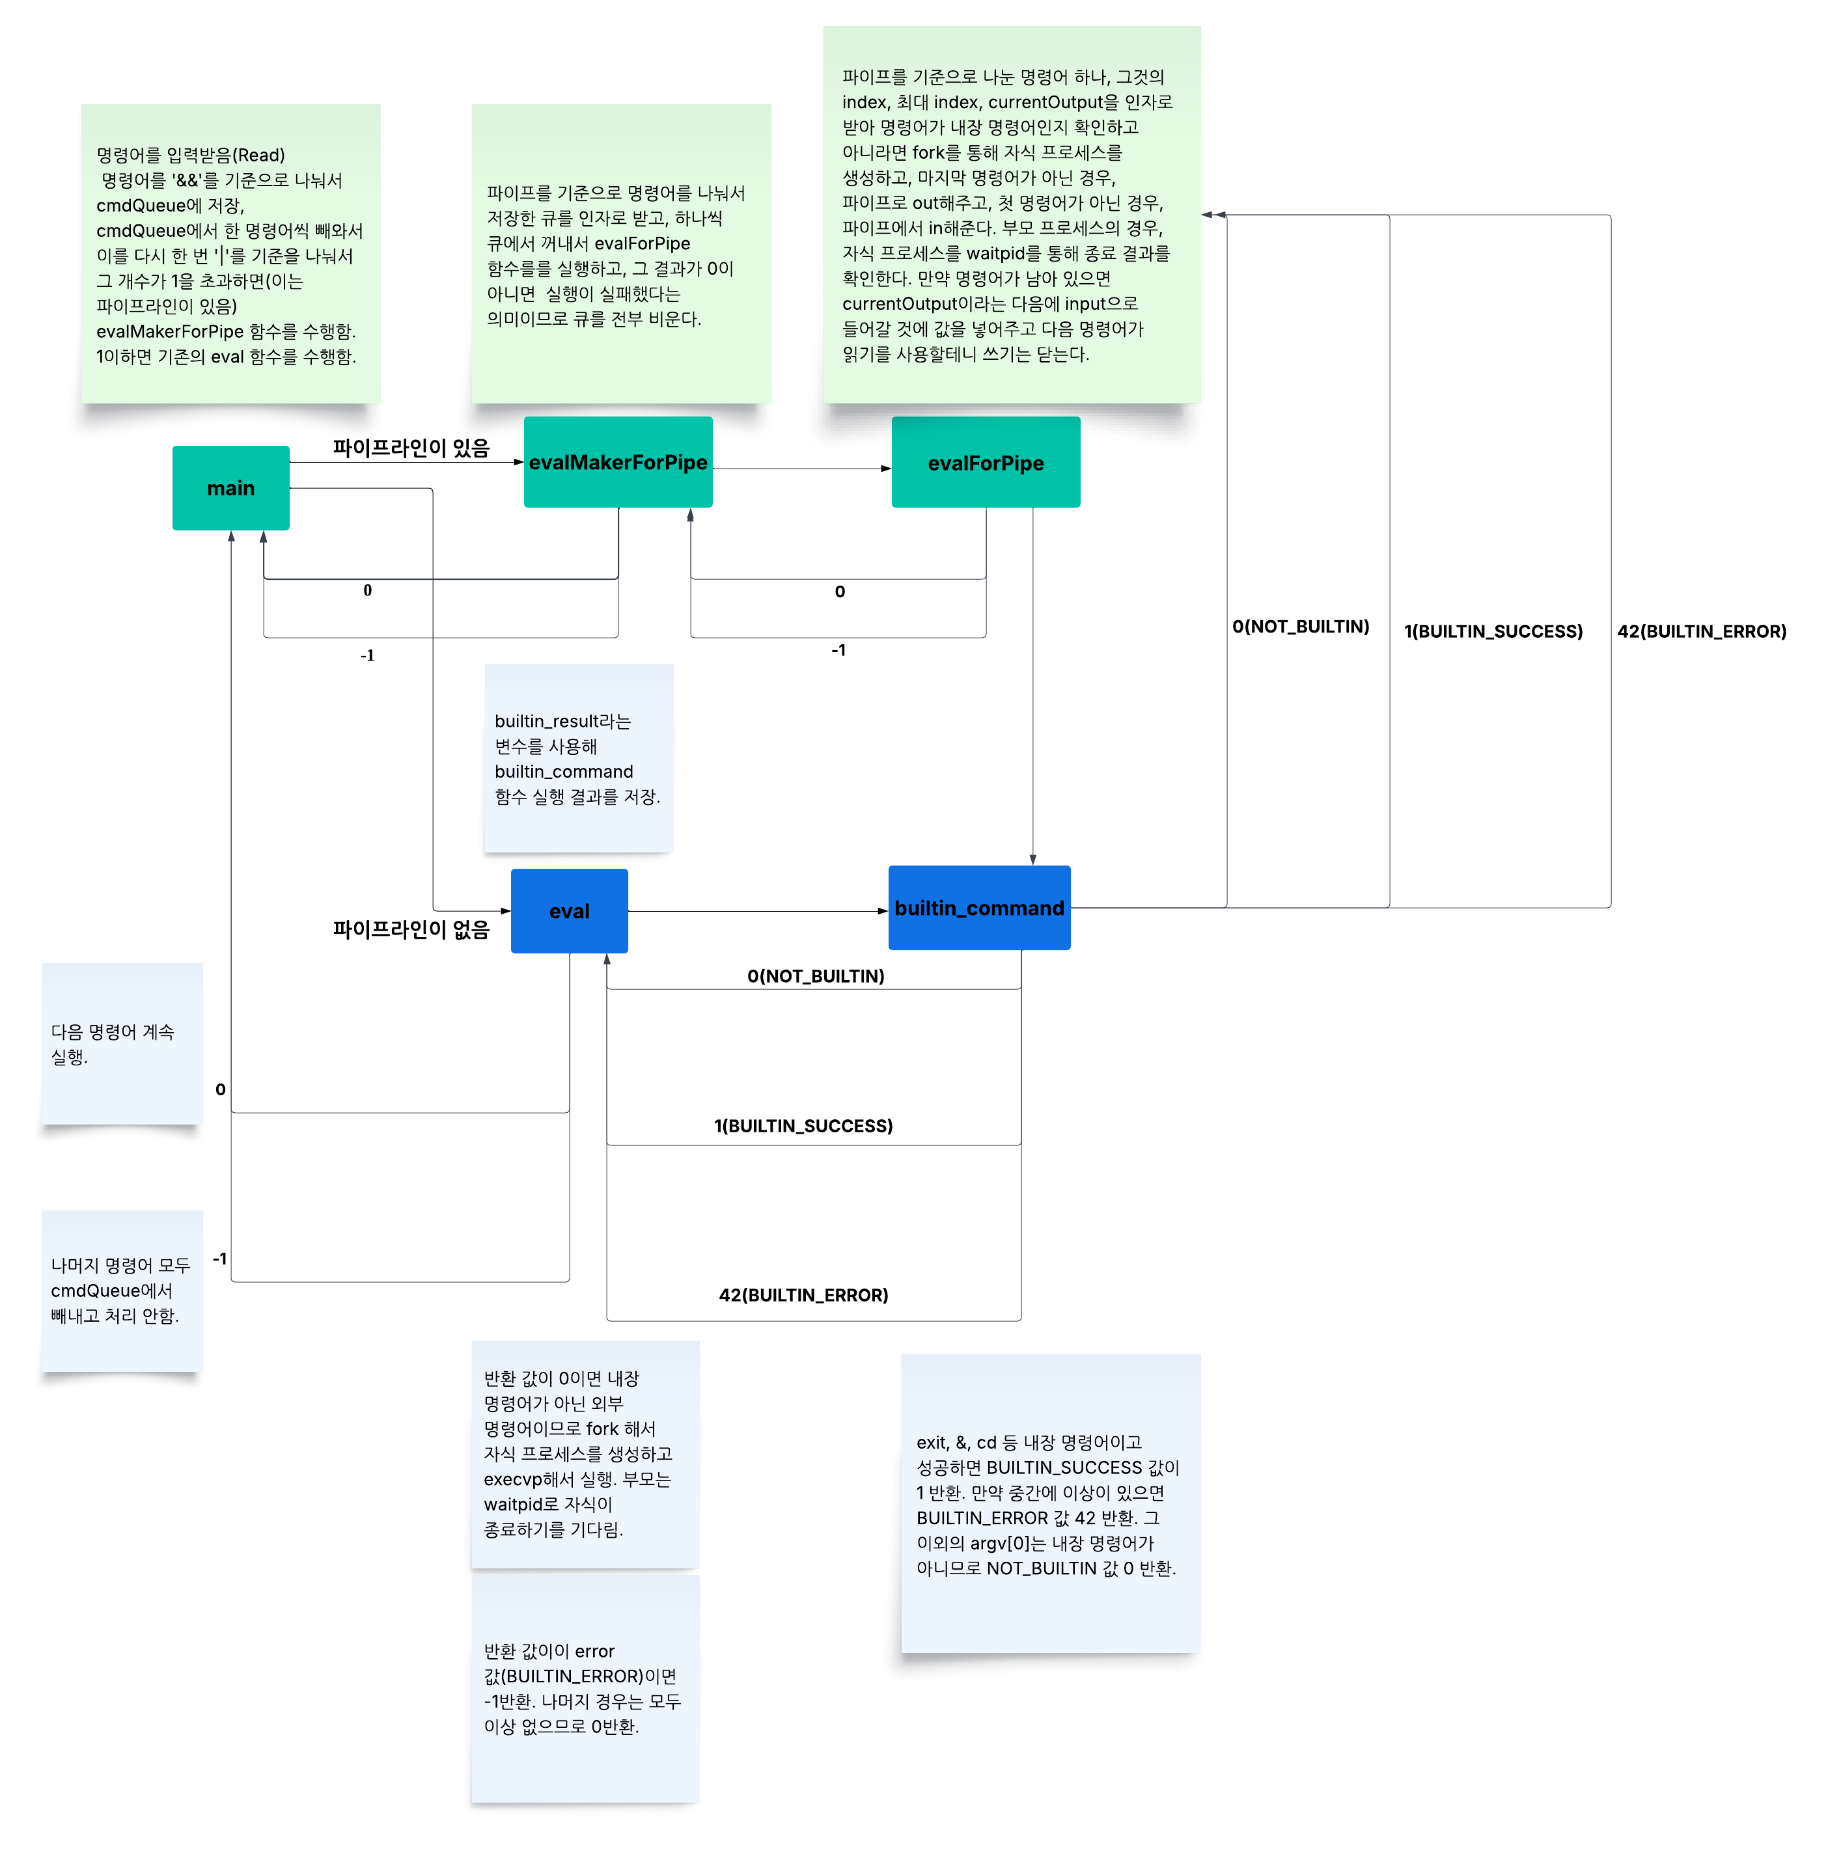 파이프를 기준으로 나눈 명령어 하나, 그것의
index, 최대 index, currentOutput을 인자로
받아 명령어가 내장 명령어인지 확인하고
아니라면 fork를 통해 자식 프로세스를
생성하고, 마지막 명령어가 아닌 경우,
파이프로 out해주고, 첫 명령어가 아닌 경우,
파이프에서 in해준다. 부모 프로세스의 경우,
자식 프로세스를 waitpid를 통해 종료 결과를
확인한다. 만약 명령어가 남아 있으면
currentOutput이라는 다음에 input으로
들어갈 것에 값을 넣어주고 다음 명령어가
읽기를 사용할테니 쓰기는 닫는다.
명령어를 입력받음(Read)
명령어를 '&&'를 기준으로 나눠서
cmdQueue에 저장,
cmdQueue에서 한 명령어씩 빼와서
이를 다시 한 번 '|'를 기준을 나눠서
그 개수가 1을 초과하면(이는
파이프라인이 있음)
evalMakerForPipe 함수를 수행함.
1이하면 기존의 eval 함수를 수행함.
파이프를 기준으로 명령어를 나눠서
저장한 큐를 인자로 받고, 하나씩
큐에서 꺼내서 evalForPipe
함수를를 실행하고, 그 결과가 0이
아니면  실행이 실패했다는
의미이므로 큐를 전부 비운다.
파이프라인이 있음
evalMakerForPipe
evalForPipe
main
0
0
-1
-1
0(NOT_BUILTIN)
1(BUILTIN_SUCCESS)
42(BUILTIN_ERROR)
builtin_result라는
변수를 사용해
builtin_command
함수 실행 결과를 저장.
eval
builtin_command
파이프라인이 없음
0(NOT_BUILTIN)
다음 명령어 계속
실행.
0
1(BUILTIN_SUCCESS)
나머지 명령어 모두
cmdQueue에서
빼내고 처리 안함.
-1
42(BUILTIN_ERROR)
반환 값이 0이면 내장
명령어가 아닌 외부
명령어이므로 fork 해서
자식 프로세스를 생성하고
execvp해서 실행. 부모는
waitpid로 자식이
종료하기를 기다림.
exit, &, cd 등 내장 명령어이고
성공하면 BUILTIN_SUCCESS 값이
1 반환. 만약 중간에 이상이 있으면
BUILTIN_ERROR 값 42 반환. 그
이외의 argv[0]는 내장 명령어가
아니므로 NOT_BUILTIN 값 0 반환.
반환 값이이 error
값(BUILTIN_ERROR)이면
-1반환. 나머지 경우는 모두
이상 없으므로 0반환.